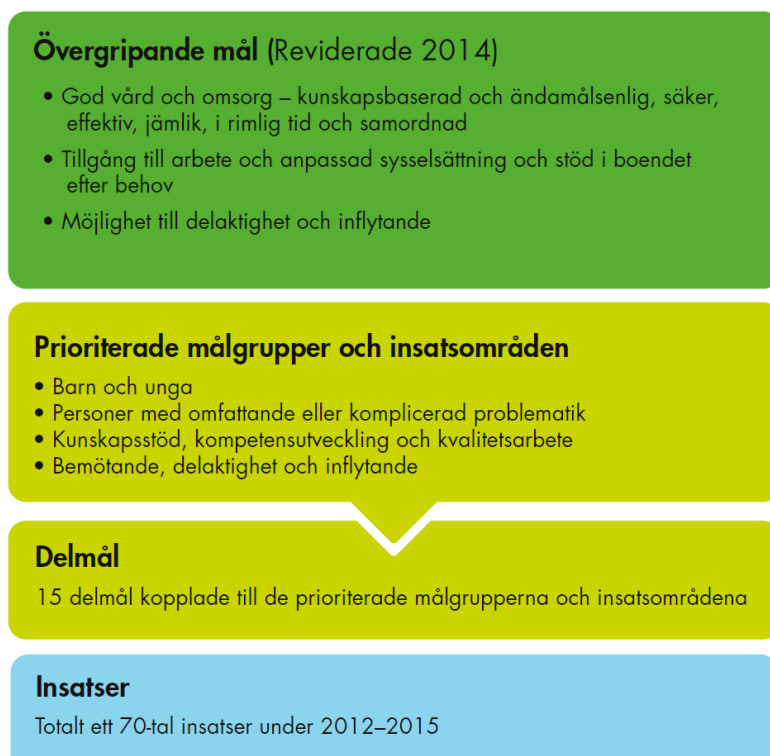 Övergripande mål (Reviderade 2014)
• God vård och omsorg – kunskapsbaserad och ändamålsenlig, säker,
effektiv, jämlik, i rimlig tid och samordnad
• Tillgång till arbete och anpassad sysselsättning och stöd i boendet
efter behov
• Möjlighet till delaktighet och inflytande
Prioriterade målgrupper och insatsområden
• Barn och unga
• Personer med omfattande eller komplicerad problematik
• Kunskapsstöd, kompetensutveckling och kvalitetsarbete
• Bemötande, delaktighet och inflytande
Delmål
15 delmål kopplade till de prioriterade målgrupperna och insatsområdena
Insatser
Totalt ett 70-tal insatser under 2012–2015